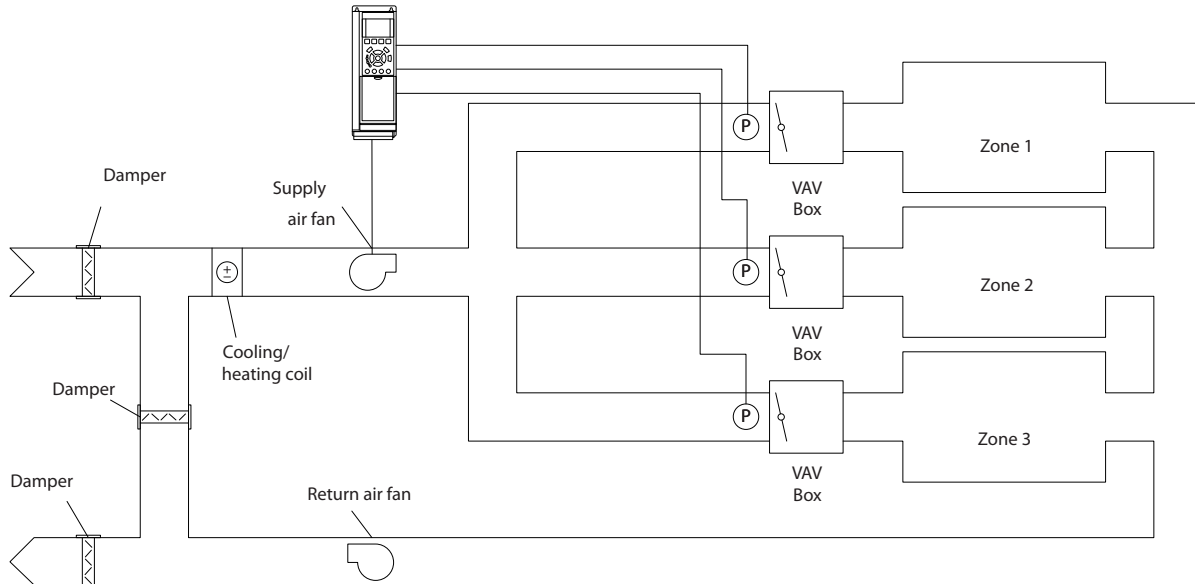 P
Zone 1
Damper
Supply
air fan
VAV
Box
P
Zone 2
VAV
Box
Cooling/
heating coil
Damper
P
Zone 3
VAV
Box
Damper
Return air fan